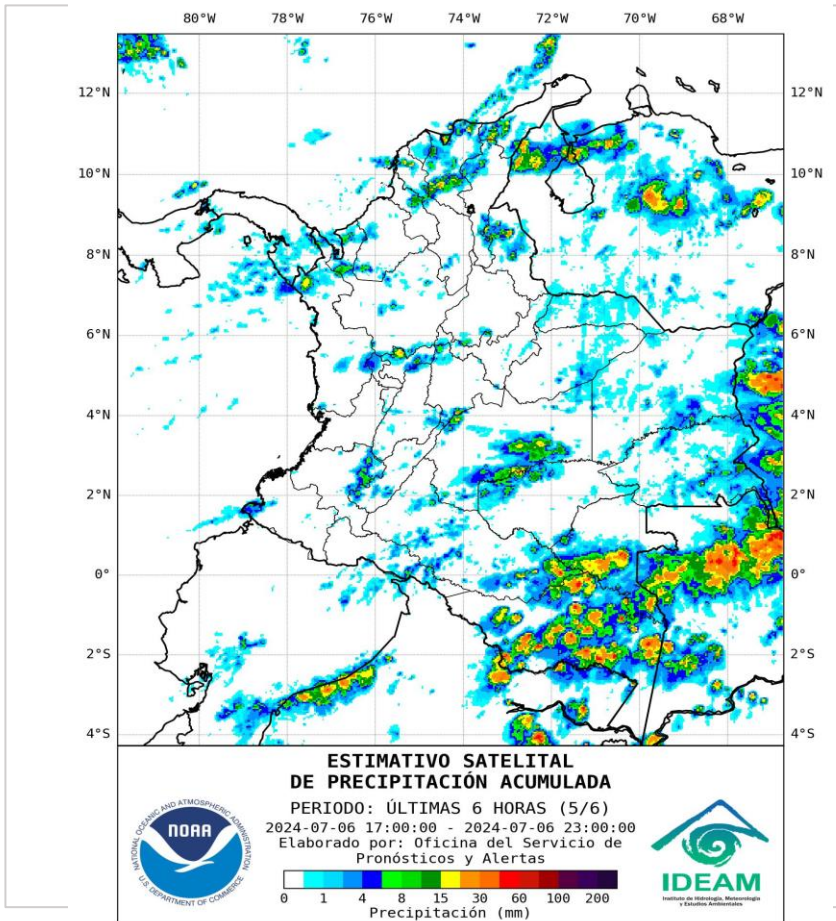 80°W 78°W 76°W 74°W 72°W 70°W 68°W
12°N 12°N
10°N 10°N
8°N 8°N
6°N 6°N
4°N 4°N
2°N 2°N
0° 0°
2°S 2°S
4°S 4°S
ESTIMATIVO SATELITAL
DE PRECIPITACIÓN ACUMULADA
PERIODO: ÚLTIMAS 6 HORAS (5/6)
2024-07-06 17:00:00 - 2024-07-06 23:00:00
Elaborado por: Oficina del Servicio de
Pronósticos y Alertas
0 1 4 8 15 30 60 100 200
Precipitación (mm)
NATIONAL OCEANIC AND ATMOSPHERIC ADMINISTRATION
NOAA
U.S. DEPARTMENT OF COMMERCE
IDEAM
Instituto de Hidrología, Meteorología
y Estudios Ambientales